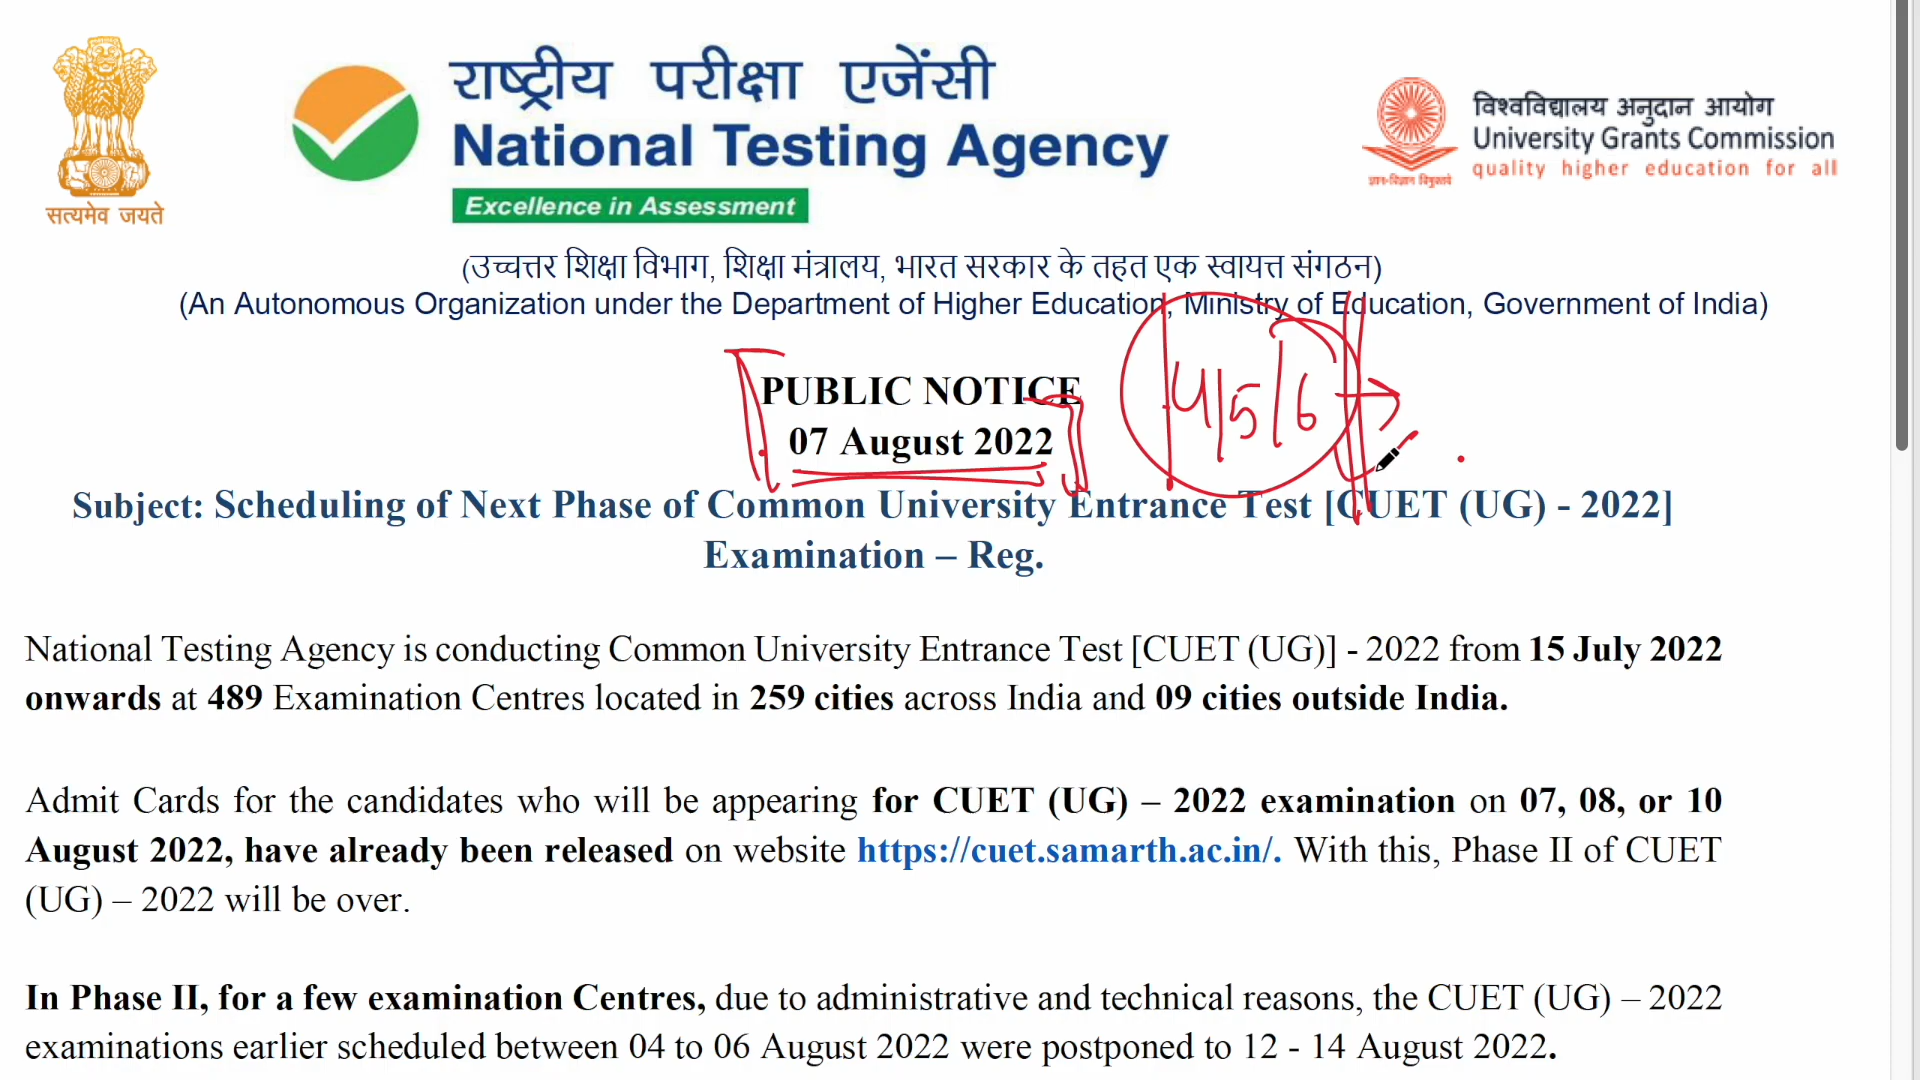 सत्यमेव जयते
राष्ट्रीय परीक्षा एजेंसी
National Testing Agency
Excellence in Assessment
विश्वविद्यालय अनुदान आयोग
University Grants Commission
quality higher education for all
ज्ञान-विज्ञान विमुक्तये
(उच्चत्तर शिक्षा विभाग, शिक्षा मंत्रालय, भारत सरकार के तहत एक स्वायत्त संगठन)
(An Autonomous Organization under the Department of Higher Education, Ministry of Education, Government of India)
PUBLIC NOTICE
07 August 2022
4/5/6
Subject: Scheduling of Next Phase of Common University Entrance Test [CUET (UG) - 2022]
Examination – Reg.
National Testing Agency is conducting Common University Entrance Test [CUET (UG)] - 2022 from 15 July 2022
onwards at 489 Examination Centres located in 259 cities across India and 09 cities outside India.
Admit Cards for the candidates who will be appearing for CUET (UG) – 2022 examination on 07, 08, or 10
August 2022, have already been released on website https://cuet.samarth.ac.in/. With this, Phase II of CUET
(UG) – 2022 will be over.
In Phase II, for a few examination Centres, due to administrative and technical reasons, the CUET (UG) – 2022
examinations earlier scheduled between 04 to 06 August 2022 were postponed to 12 - 14 August 2022.